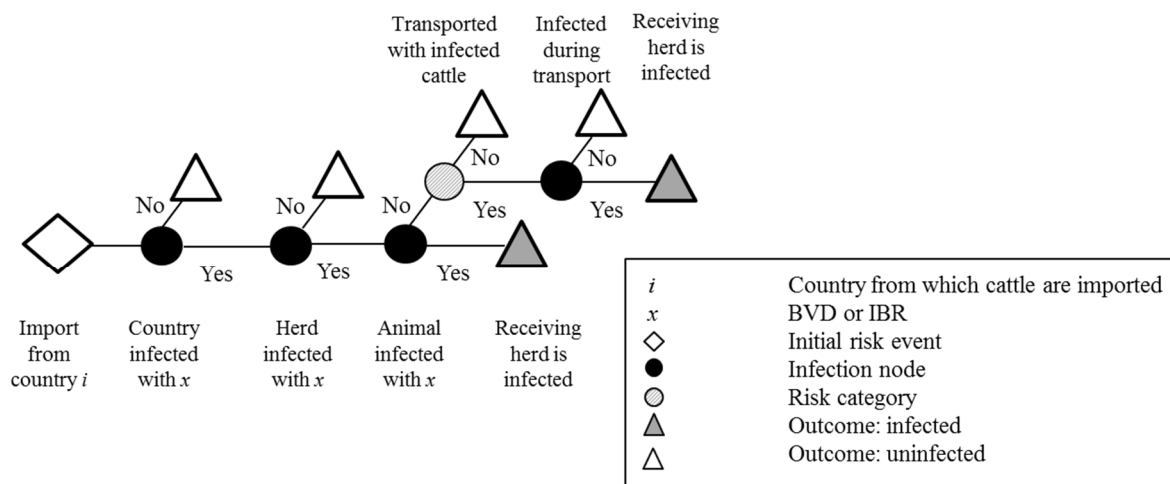 Transported
with infected
cattle
Infected
during
transport
Receiving
herd is
infected
No
No
No
No
No
Yes
Yes
Yes
Yes
Yes
Import
from
country i
Country
infected
with x
Herd
infected
with x
Animal
infected
with x
Receiving
herd is
infected
i Country from which cattle are imported
x BVD or IBR
Initial risk event
Infection node
Risk category
Outcome: infected
Outcome: uninfected